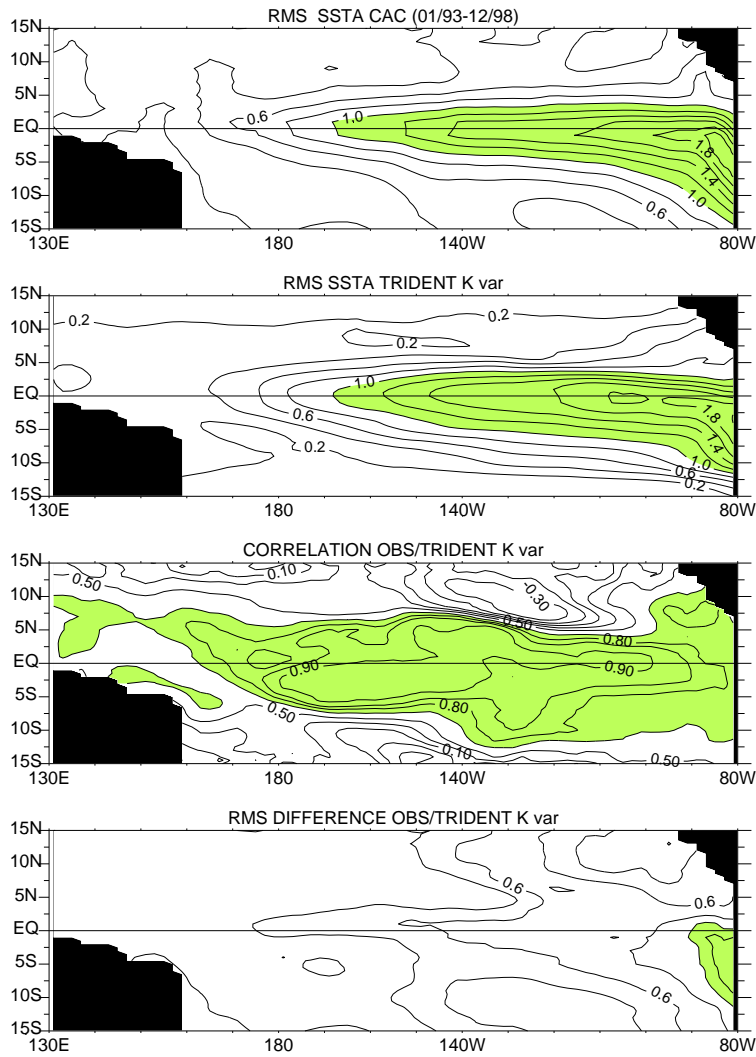 RMS SSTA CAC (01/93-12/98)
15N
10N
5N
EQ
5S
10S
15S
0.6
1.0
1.8
1.4
1.0
0.6
130E
180
140W
80W
RMS SSTA TRIDENT K var
15N
10N
5N
EQ
5S
10S
15S
0.2
0.2
0.2
1.0
0.6
0.2
1.8
1.4
1.0
0.6
0.2
130E
180
140W
80W
CORRELATION OBS/TRIDENT K var
15N
10N
5N
EQ
5S
10S
15S
0.50
0.10
-0.30
0.50
0.80
0.90
0.90
0.50
0.80
0.10
0.50
130E
180
140W
80W
RMS DIFFERENCE OBS/TRIDENT K var
15N
10N
5N
EQ
5S
10S
15S
0.6
0.6
0.6
130E
180
140W
80W